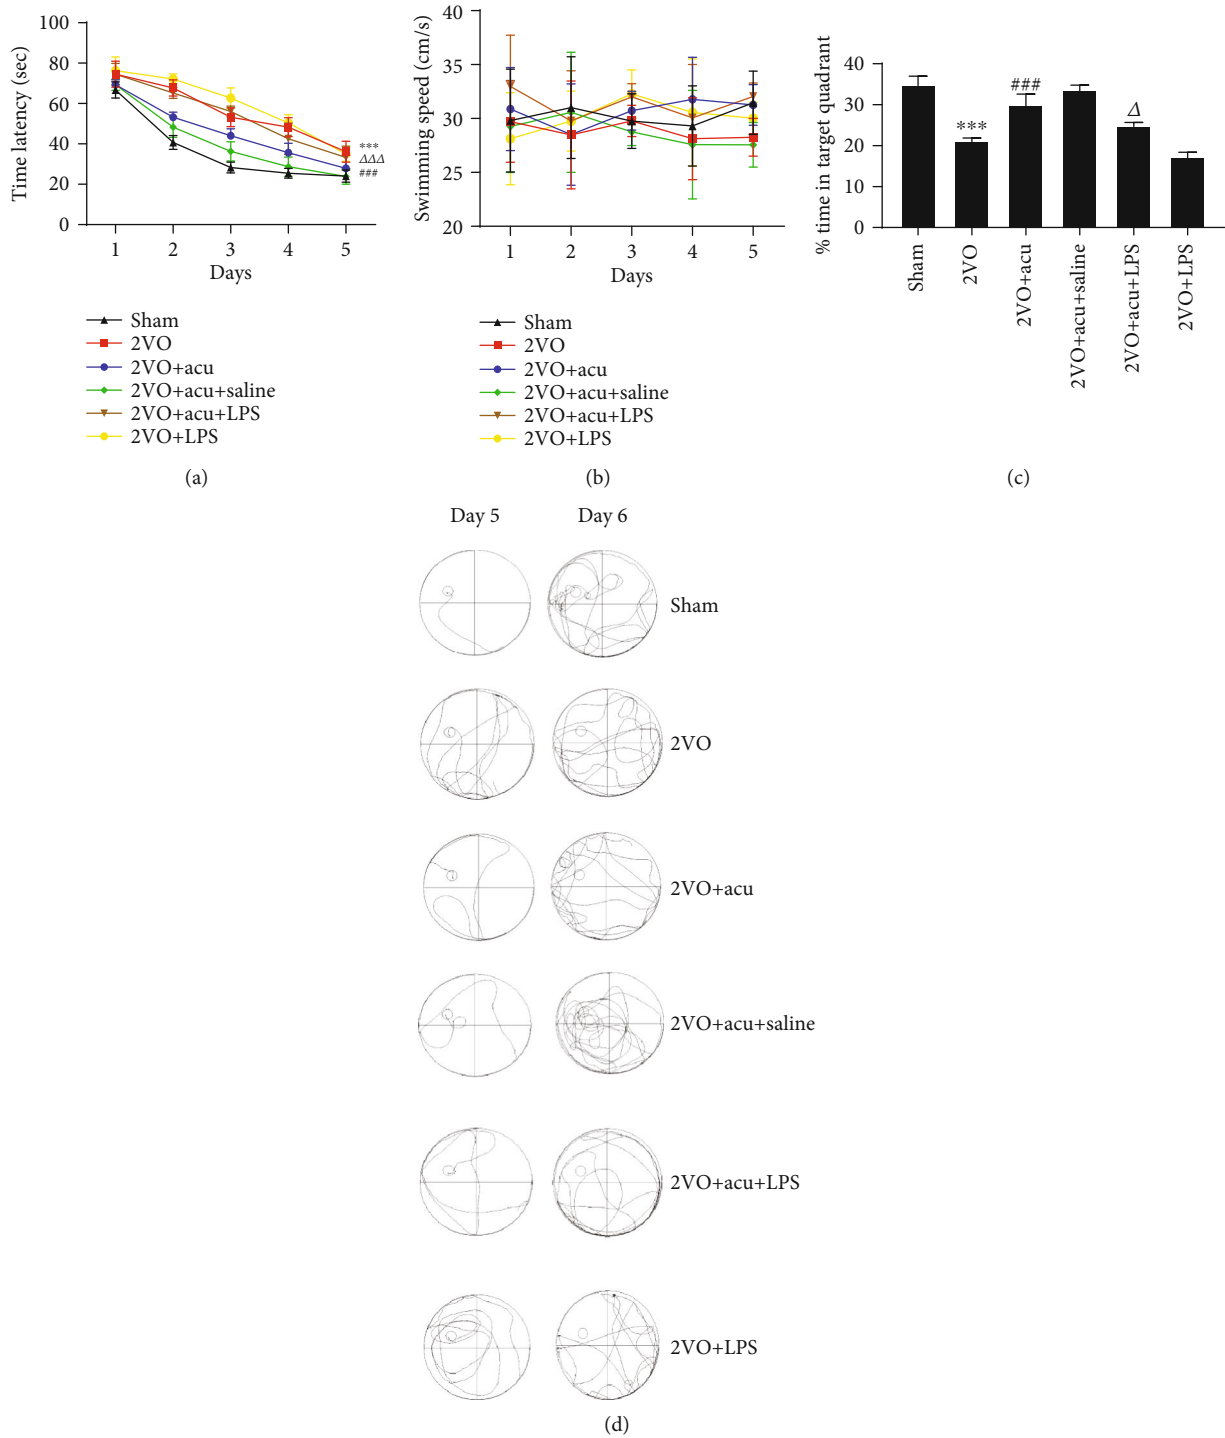 100
80
60
40
20
0
Time latency (sec)
1 2 3 4 5
Days
***
ΔΔΔ
###
Sham
2VO
2VO+acu
2VO+acu+saline
2VO+acu+LPS
2VO+LPS
(a)
40
35
30
25
20
Swimming speed (cm/s)
1 2 3 4 5
Days
Sham
2VO
2VO+acu
2VO+acu+saline
2VO+acu+LPS
2VO+LPS
(b)
40
30
20
10
0
% time in target quadrant
***
###
Δ
Sham
2VO
2VO+acu
2VO+acu+saline
2VO+acu+LPS
2VO+LPS
(c)
Day 5 Day 6
Sham
2VO
2VO+acu
2VO+acu+saline
2VO+acu+LPS
2VO+LPS
(d)